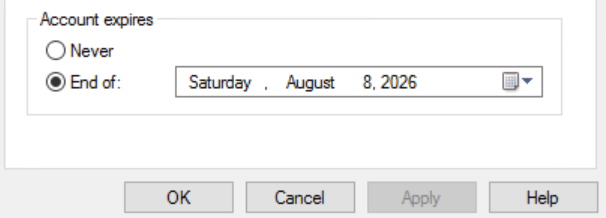 Account expires
Never
End of: Saturday , August 8, 2026
OK Cancel Apply Help